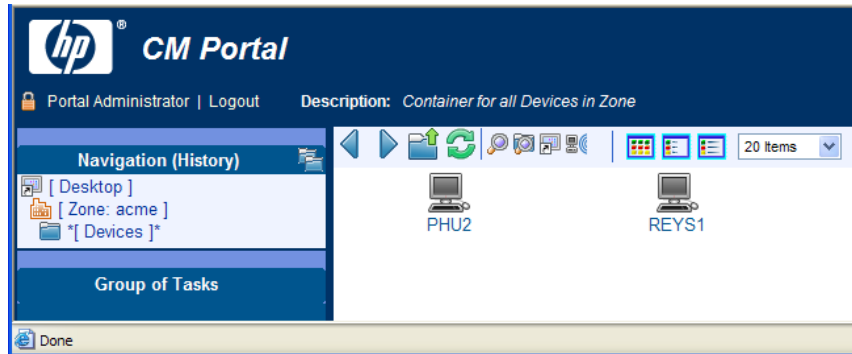 hp ® CM Portal
Portal Administrator | Logout Description: Container for all Devices in Zone
Navigation (History)
20 Items
[ Desktop ]
[ Zone: acme ]
*[ Devices ]*
PHU2 REYS1
Group of Tasks
Done